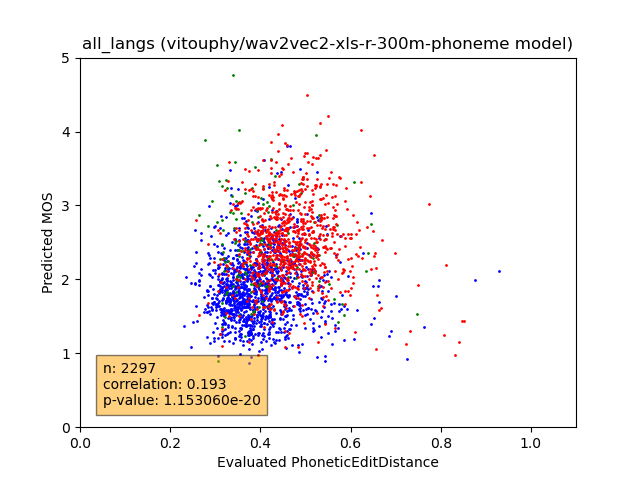 all_langs (vitouphy/wav2vec2-xls-r-300m-phoneme model)
5
4
3
2
1
0
Predicted MOS
n: 2297
correlation: 0.193
p-value: 1.153060e-20
0.0 0.2 0.4 0.6 0.8 1.0
Evaluated PhoneticEditDistance